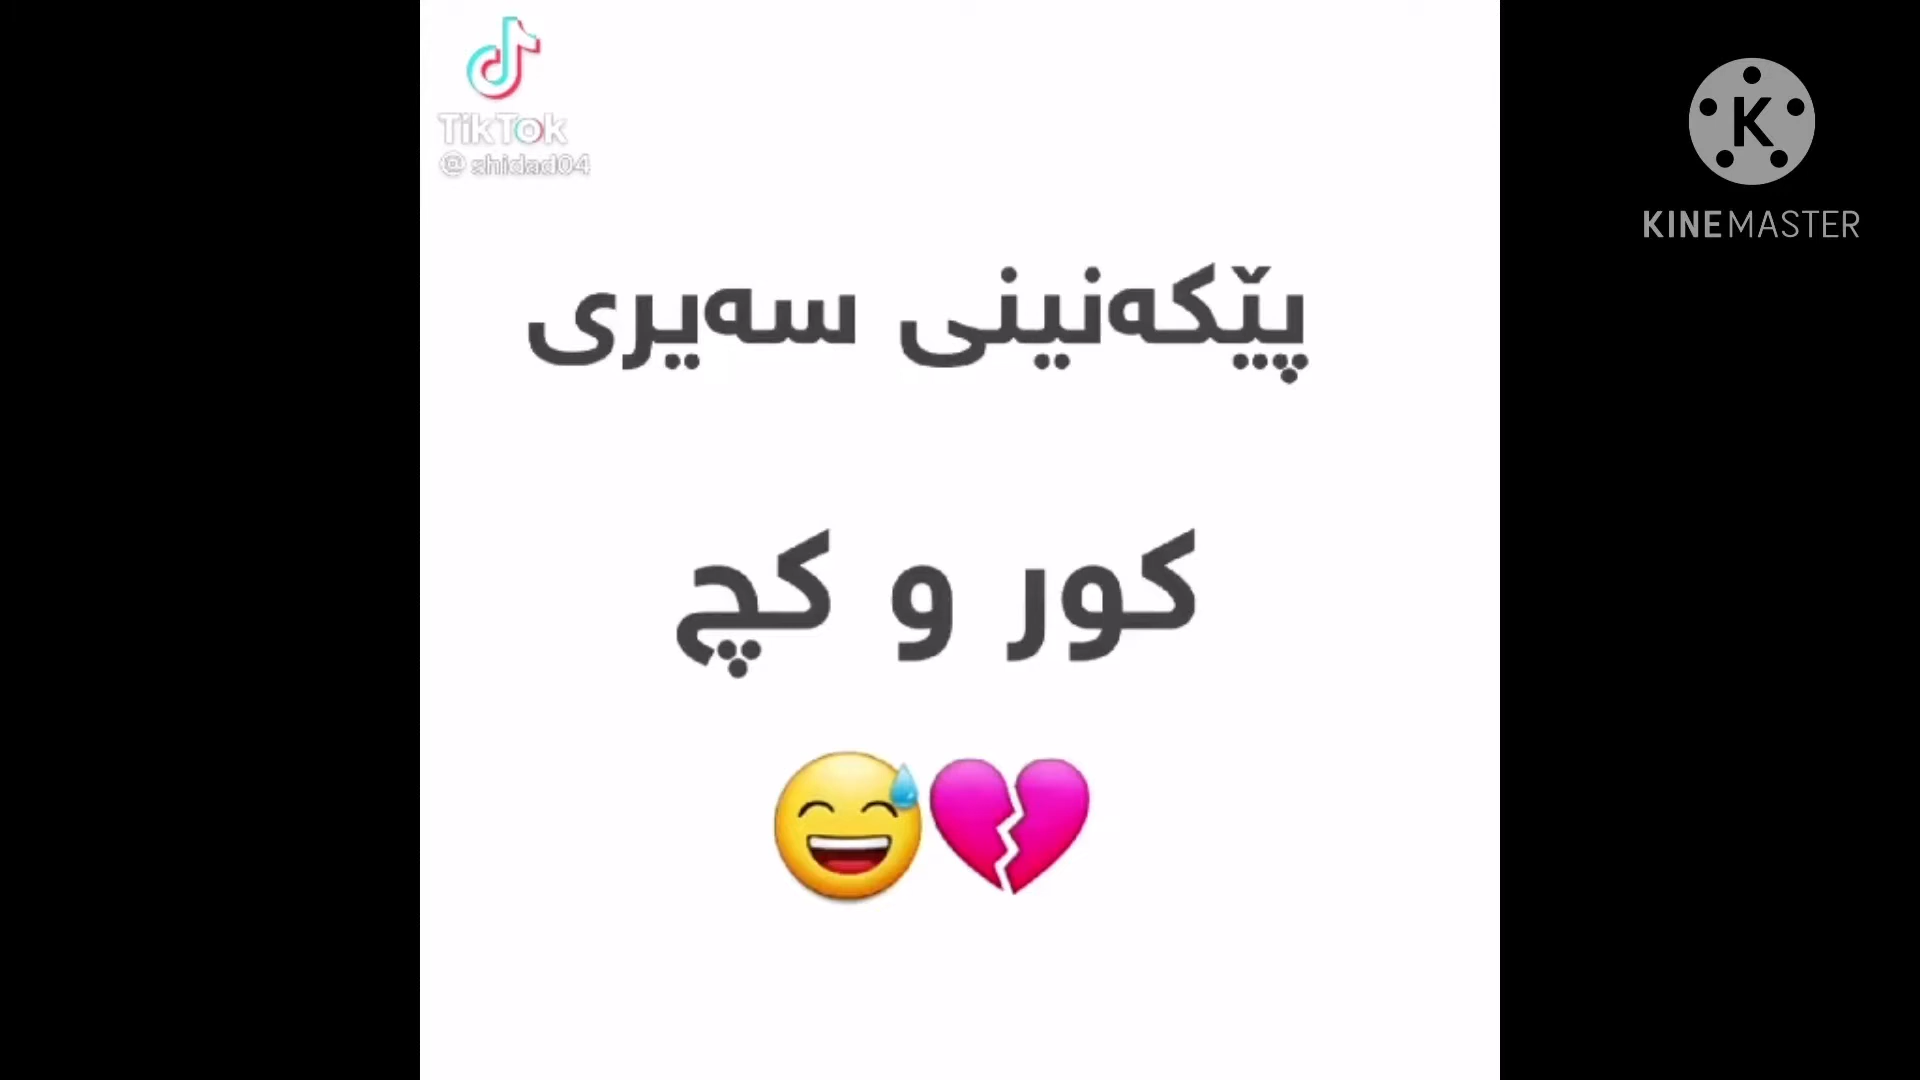 TikTok
@shidad04
KINEMASTER
پێکەنینی سەیری
کور و کچ
😅💔